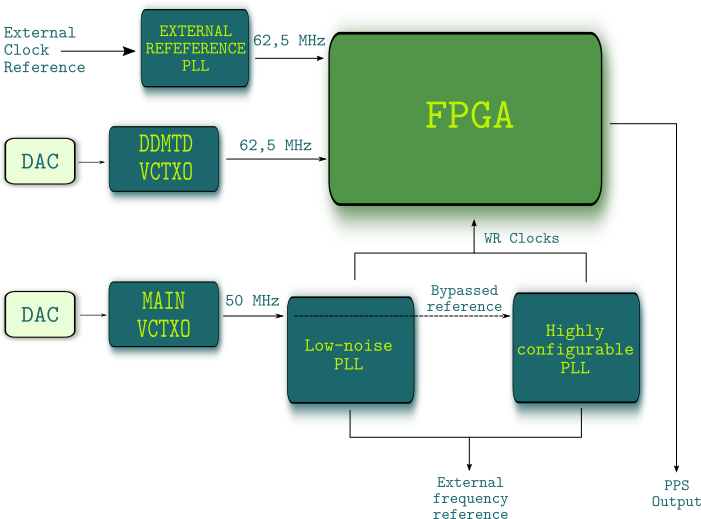 External
Clock
Reference
EXTERNAL
REFEFERENCE
PLL
62,5 MHz
FPGA
DAC
DDMTD
VCTXO
62,5 MHz
WR Clocks
DAC
MAIN
VCTXO
50 MHz
Bypassed
reference
Low-noise
PLL
Highly
configurable
PLL
External
frequency
reference
PPS
Output